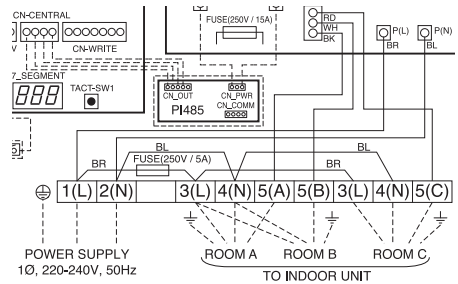 CN-CENTRAL
FUSE(250V / 15A)
RD
WH
BK
P(L)
P(N)
BR
BL
CN-WRITE
7_SEGMENT
TACT-SW1
CN_OUT
CN_PWR
CN_COMM
PI485
BR
BL
FUSE(250V / 5A)
BR
BL
1(L) 2(N) 3(L) 4(N) 5(A) 5(B) 3(L) 4(N) 5(C)
POWER SUPPLY
1Ø, 220-240V, 50Hz
ROOM A
ROOM B
ROOM C
TO INDOOR UNIT